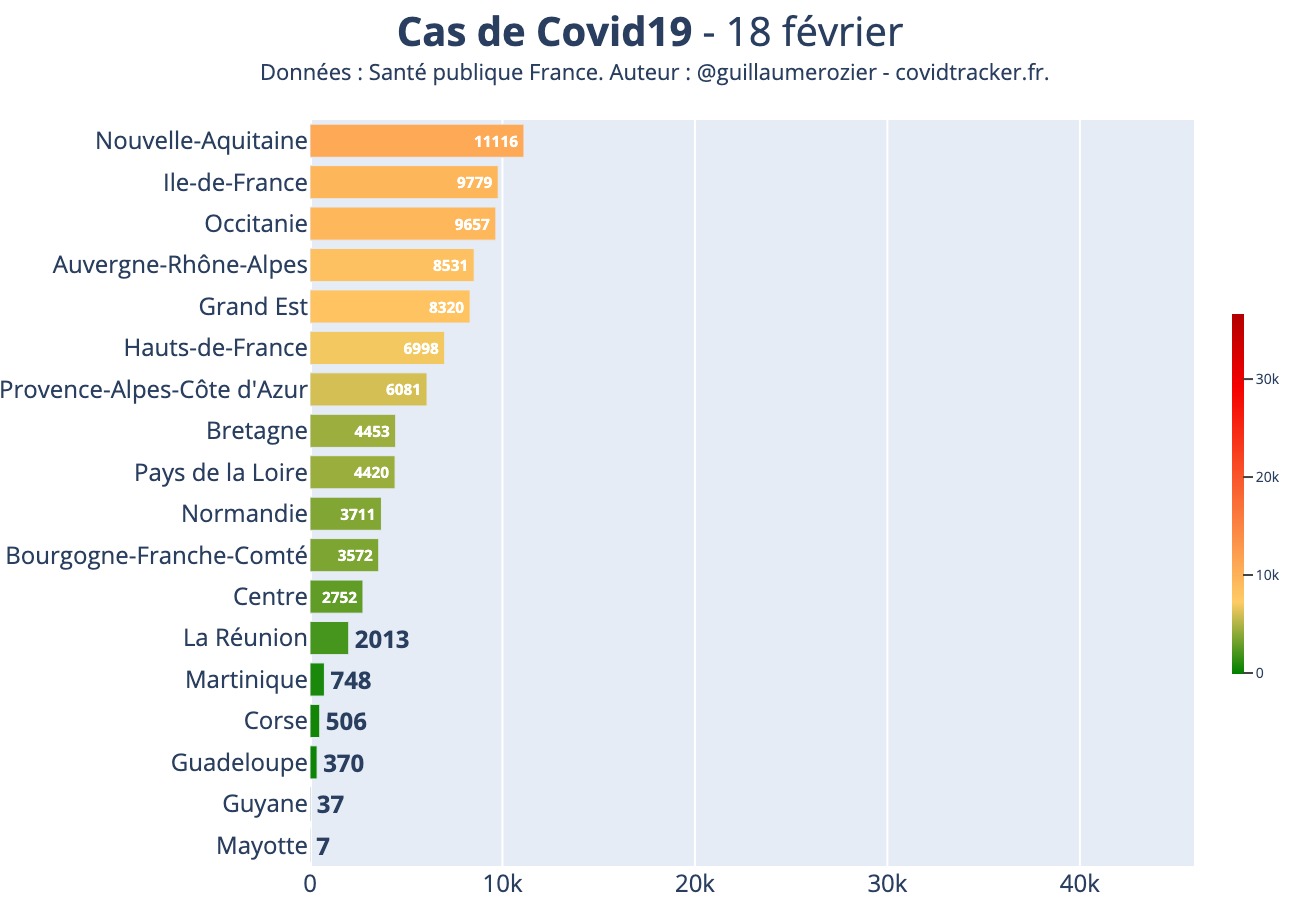 Cas de Covid19 - 18 février
Données : Santé publique France. Auteur : @guillaumerozier - covidtracker.fr.
Nouvelle-Aquitaine 11116
Ile-de-France 9779
Occitanie 9657
Auvergne-Rhône-Alpes 8531
Grand Est 8320
Hauts-de-France 6998
Provence-Alpes-Côte d'Azur 6081
Bretagne 4453
Pays de la Loire 4420
Normandie 3711
Bourgogne-Franche-Comté 3572
Centre 2752
La Réunion 2013
Martinique 748
Corse 506
Guadeloupe 370
Guyane 37
Mayotte 7
0 10k 20k 30k 40k
30k
20k
10k
0